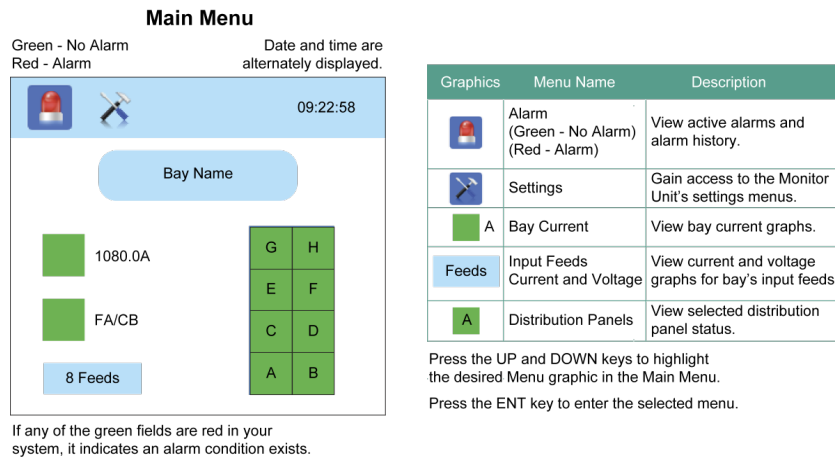 Main Menu
Green - No Alarm
Red - Alarm
Date and time are
alternately displayed.
09:22:58
Bay Name
1080.0A
FA/CB
8 Feeds
G H
E F
C D
A B
If any of the green fields are red in your
system, it indicates an alarm condition exists.
Graphics Menu Name Description
Alarm
(Green - No Alarm)
(Red - Alarm)
View active alarms and
alarm history.
Settings
Gain access to the Monitor
Unit's settings menus.
A Bay Current View bay current graphs.
Feeds
Input Feeds
Current and Voltage
View current and voltage
graphs for bay's input feeds
A Distribution Panels
View selected distribution
panel status.
Press the UP and DOWN keys to highlight
the desired Menu graphic in the Main Menu.
Press the ENT key to enter the selected menu.